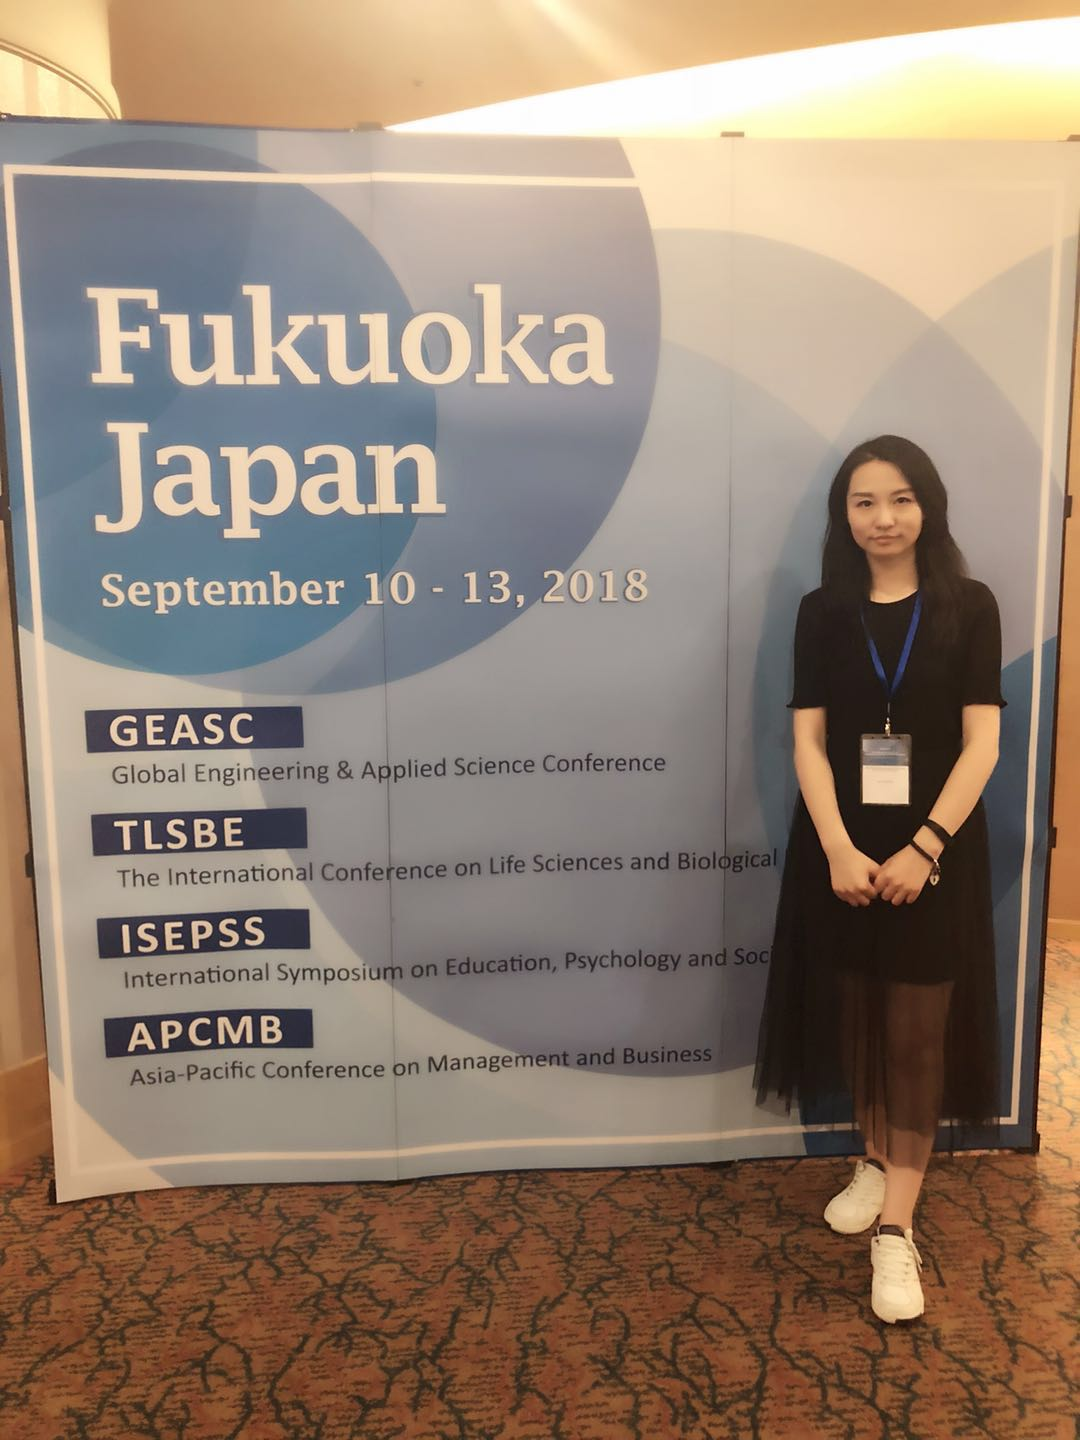 Fukuoka
Japan
September 10 - 13, 2018
GEASC
Global Engineering & Applied Science Conference
TLSBE
The International Conference on Life Sciences and Biological
ISEPSS
International Symposium on Education, Psychology and
APCMB
Asia-Pacific Conference on Management and Business